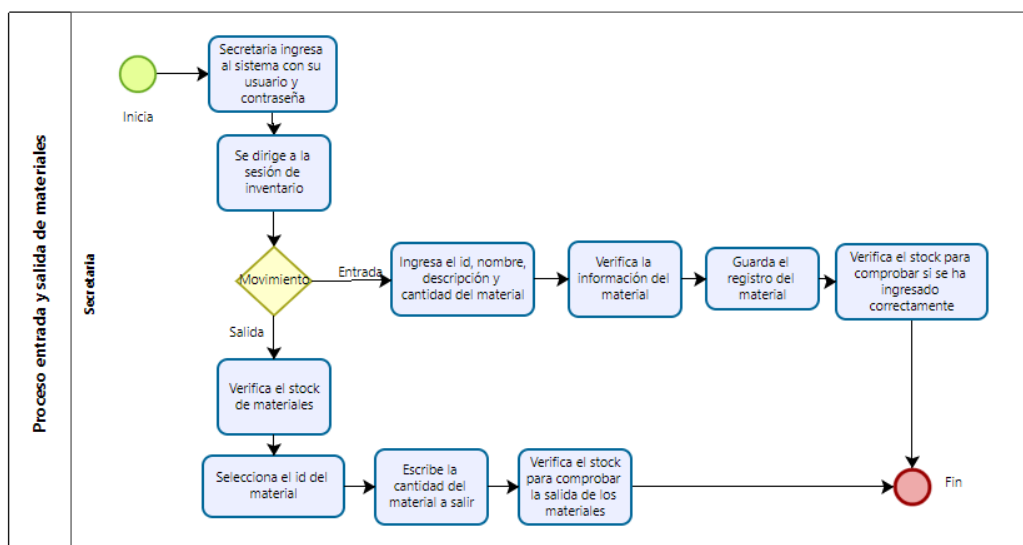 Proceso entrada y salida de materiales
Secretaria
Inicia
Secretaria ingresa
al sistema con su
usuario y
contraseña
Se dirige a la
sesión de
inventario
Movimiento
Entrada
Ingresa el id, nombre,
descripción y
cantidad del material
Verifica la
información del
material
Guarda el
registro del
material
Verifica el stock para
comprobar si se ha
ingresado
correctamente
Salida
Verifica el stock
de materiales
Selecciona el id del
material
Escribe la
cantidad del
material a salir
Verifica el stock
para comprobar
la salida de los
materiales
Fin